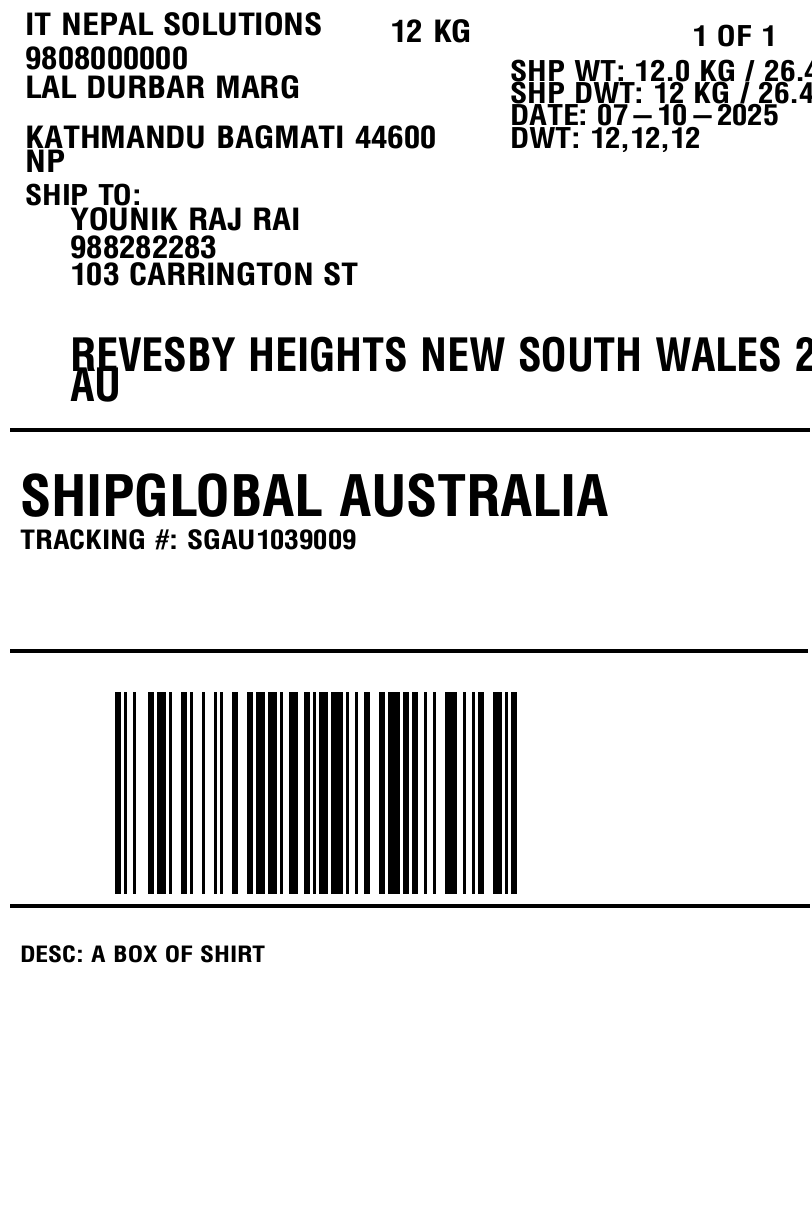 IT NEPAL SOLUTIONS
12 KG
1 OF 1
9808000000
LAL DURBAR MARG
KATHMANDU BAGMATI 44600
NP
SHP WT: 12.0 KG / 26.4
SHP DWT: 12 KG / 26.4
DATE: 07-10-2025
DWT: 12,12,12
SHIP TO:
YOUNIK RAJ RAI
988282283
103 CARRINGTON ST
REVESBY HEIGHTS NEW SOUTH WALES 2
AU
SHIPGLOBAL AUSTRALIA
TRACKING #: SGAU1039009
DESC: A BOX OF SHIRT